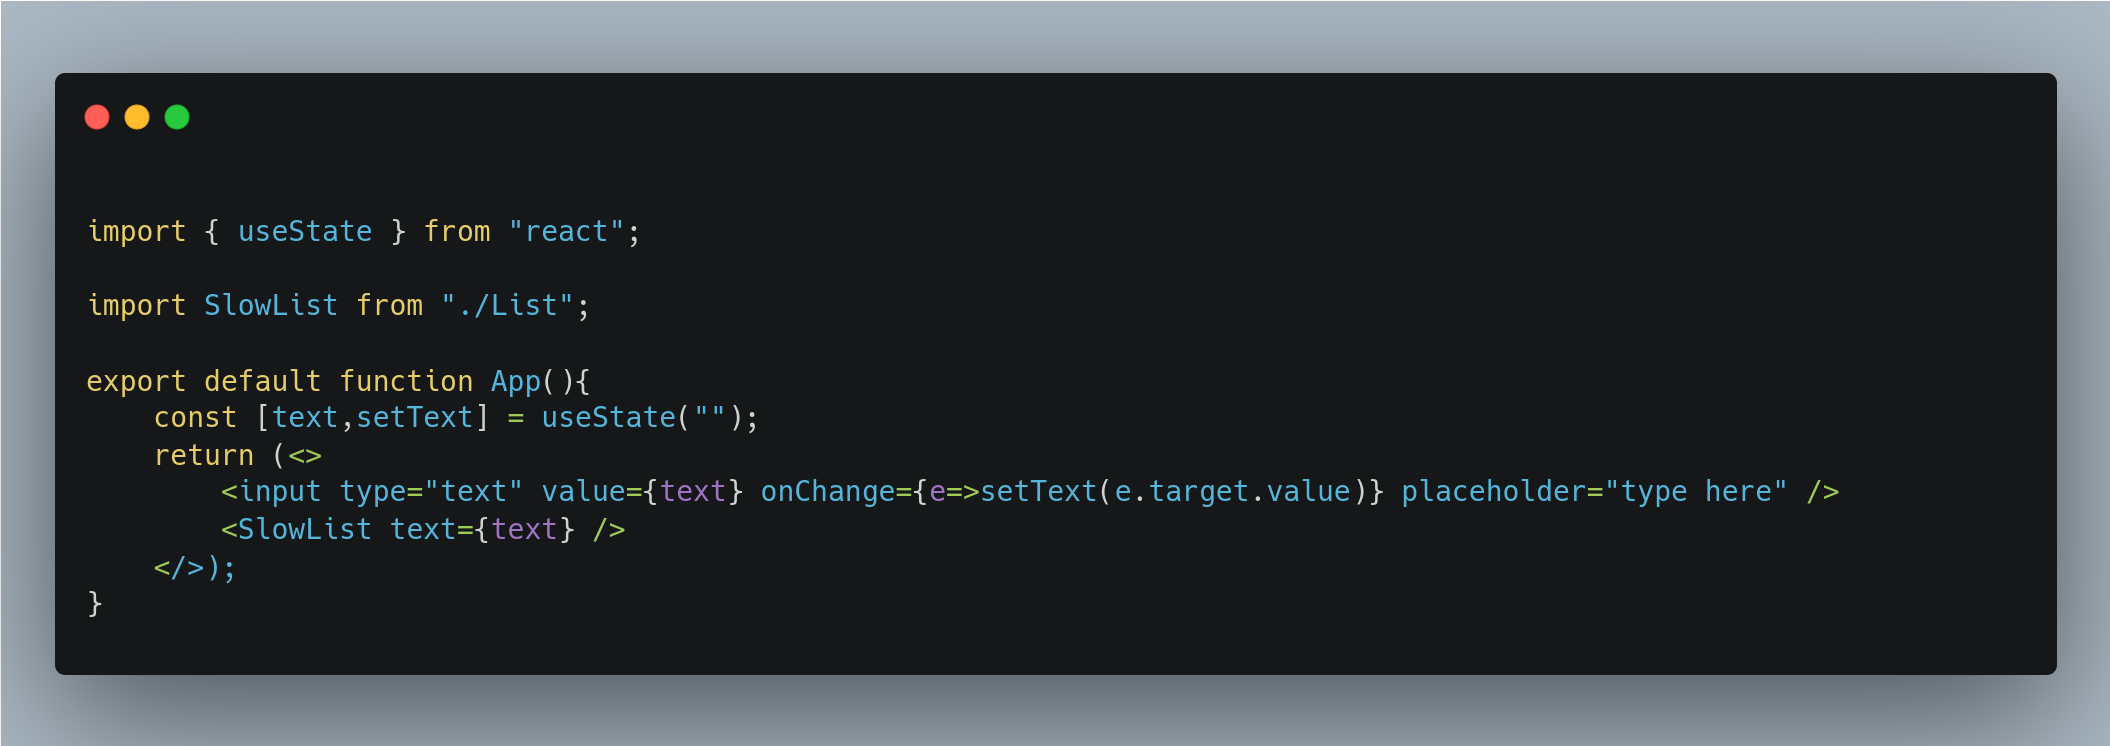 import { useState } from "react";
import SlowList from "./List";
export default function App(){
    const [text,setText] = useState("");
    return (<>
        <input type="text" value={text} onChange={e=>setText(e.target.value)} placeholder="type here" />
        <SlowList text={text} />
    </>);
}